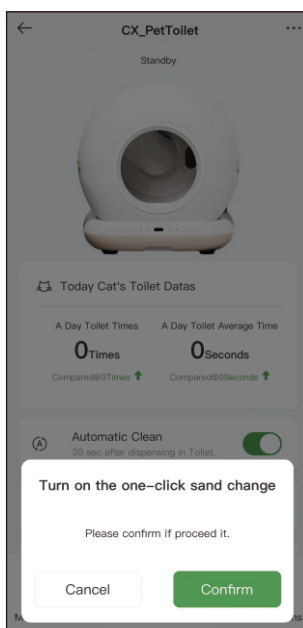 CX_PetToilet
Standby
Today Cat's Toilet Datas
A Day Toilet Times
A Day Toilet Average Time
0Times
0Seconds
Compared@0Times ↑
Compared@0Seconds ↑
Automatic Clean
30 sec after dispensing in Toliet.
Turn on the one-click sand change
Please confirm if proceed it.
Cancel
Confirm